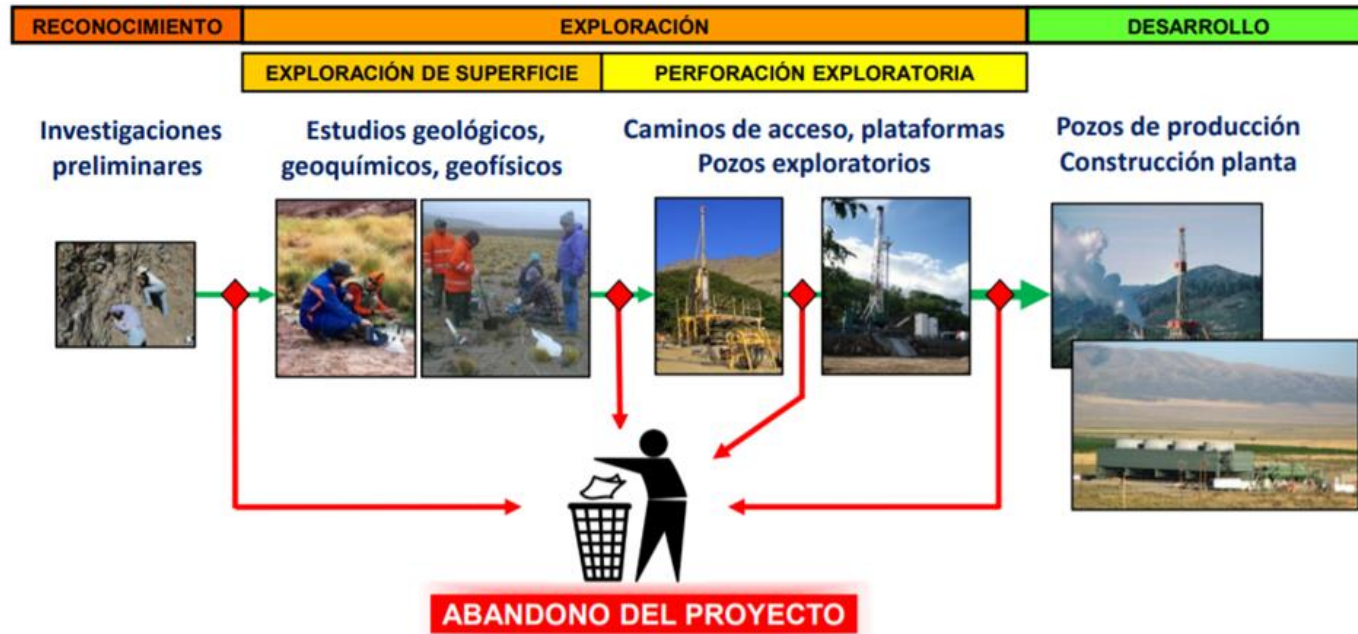 RECONOCIMIENTO
EXPLORACIÓN
DESARROLLO
EXPLORACIÓN DE SUPERFICIE
PERFORACIÓN EXPLORATORIA
Investigaciones
preliminares
Estudios geológicos,
geoquímicos, geofísicos
Caminos de acceso, plataformas
Pozos exploratorios
Pozos de producción
Construcción planta
ABANDONO DEL PROYECTO